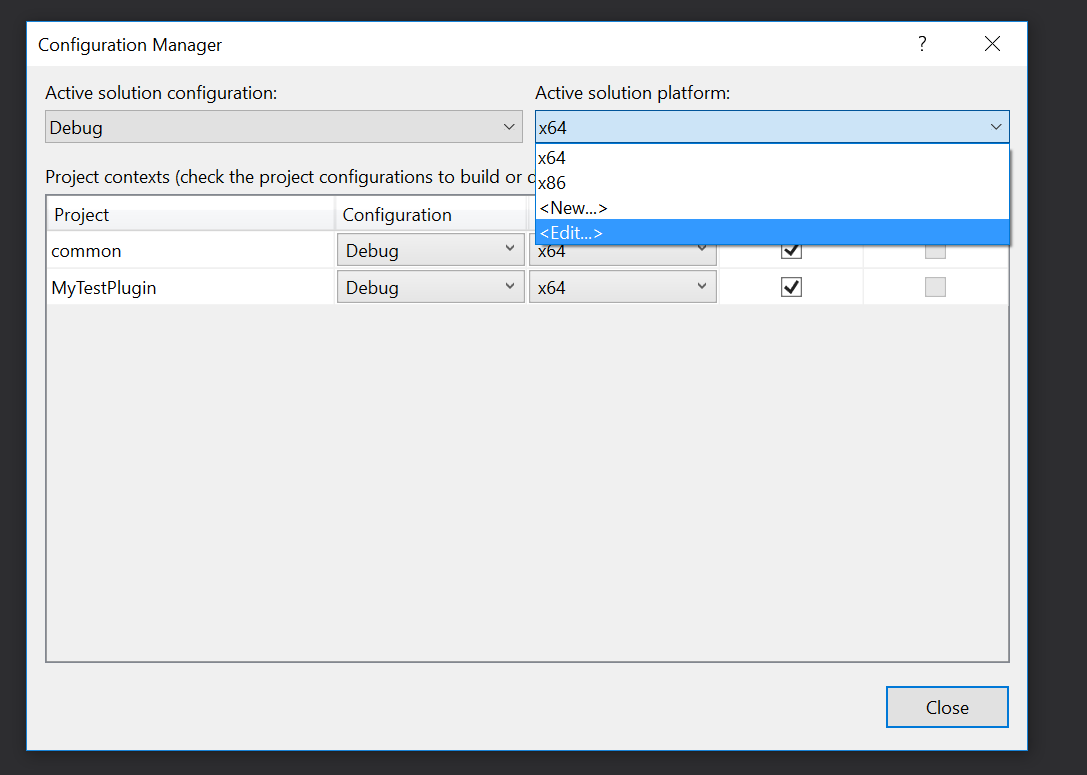 Configuration Manager
?
Active solution configuration: Active solution platform:
Debug x64
x64
x86
<New...>
<Edit...>
Project contexts (check the project configurations to build or
Project Configuration
common Debug x64
MyTestPlugin Debug x64
Close